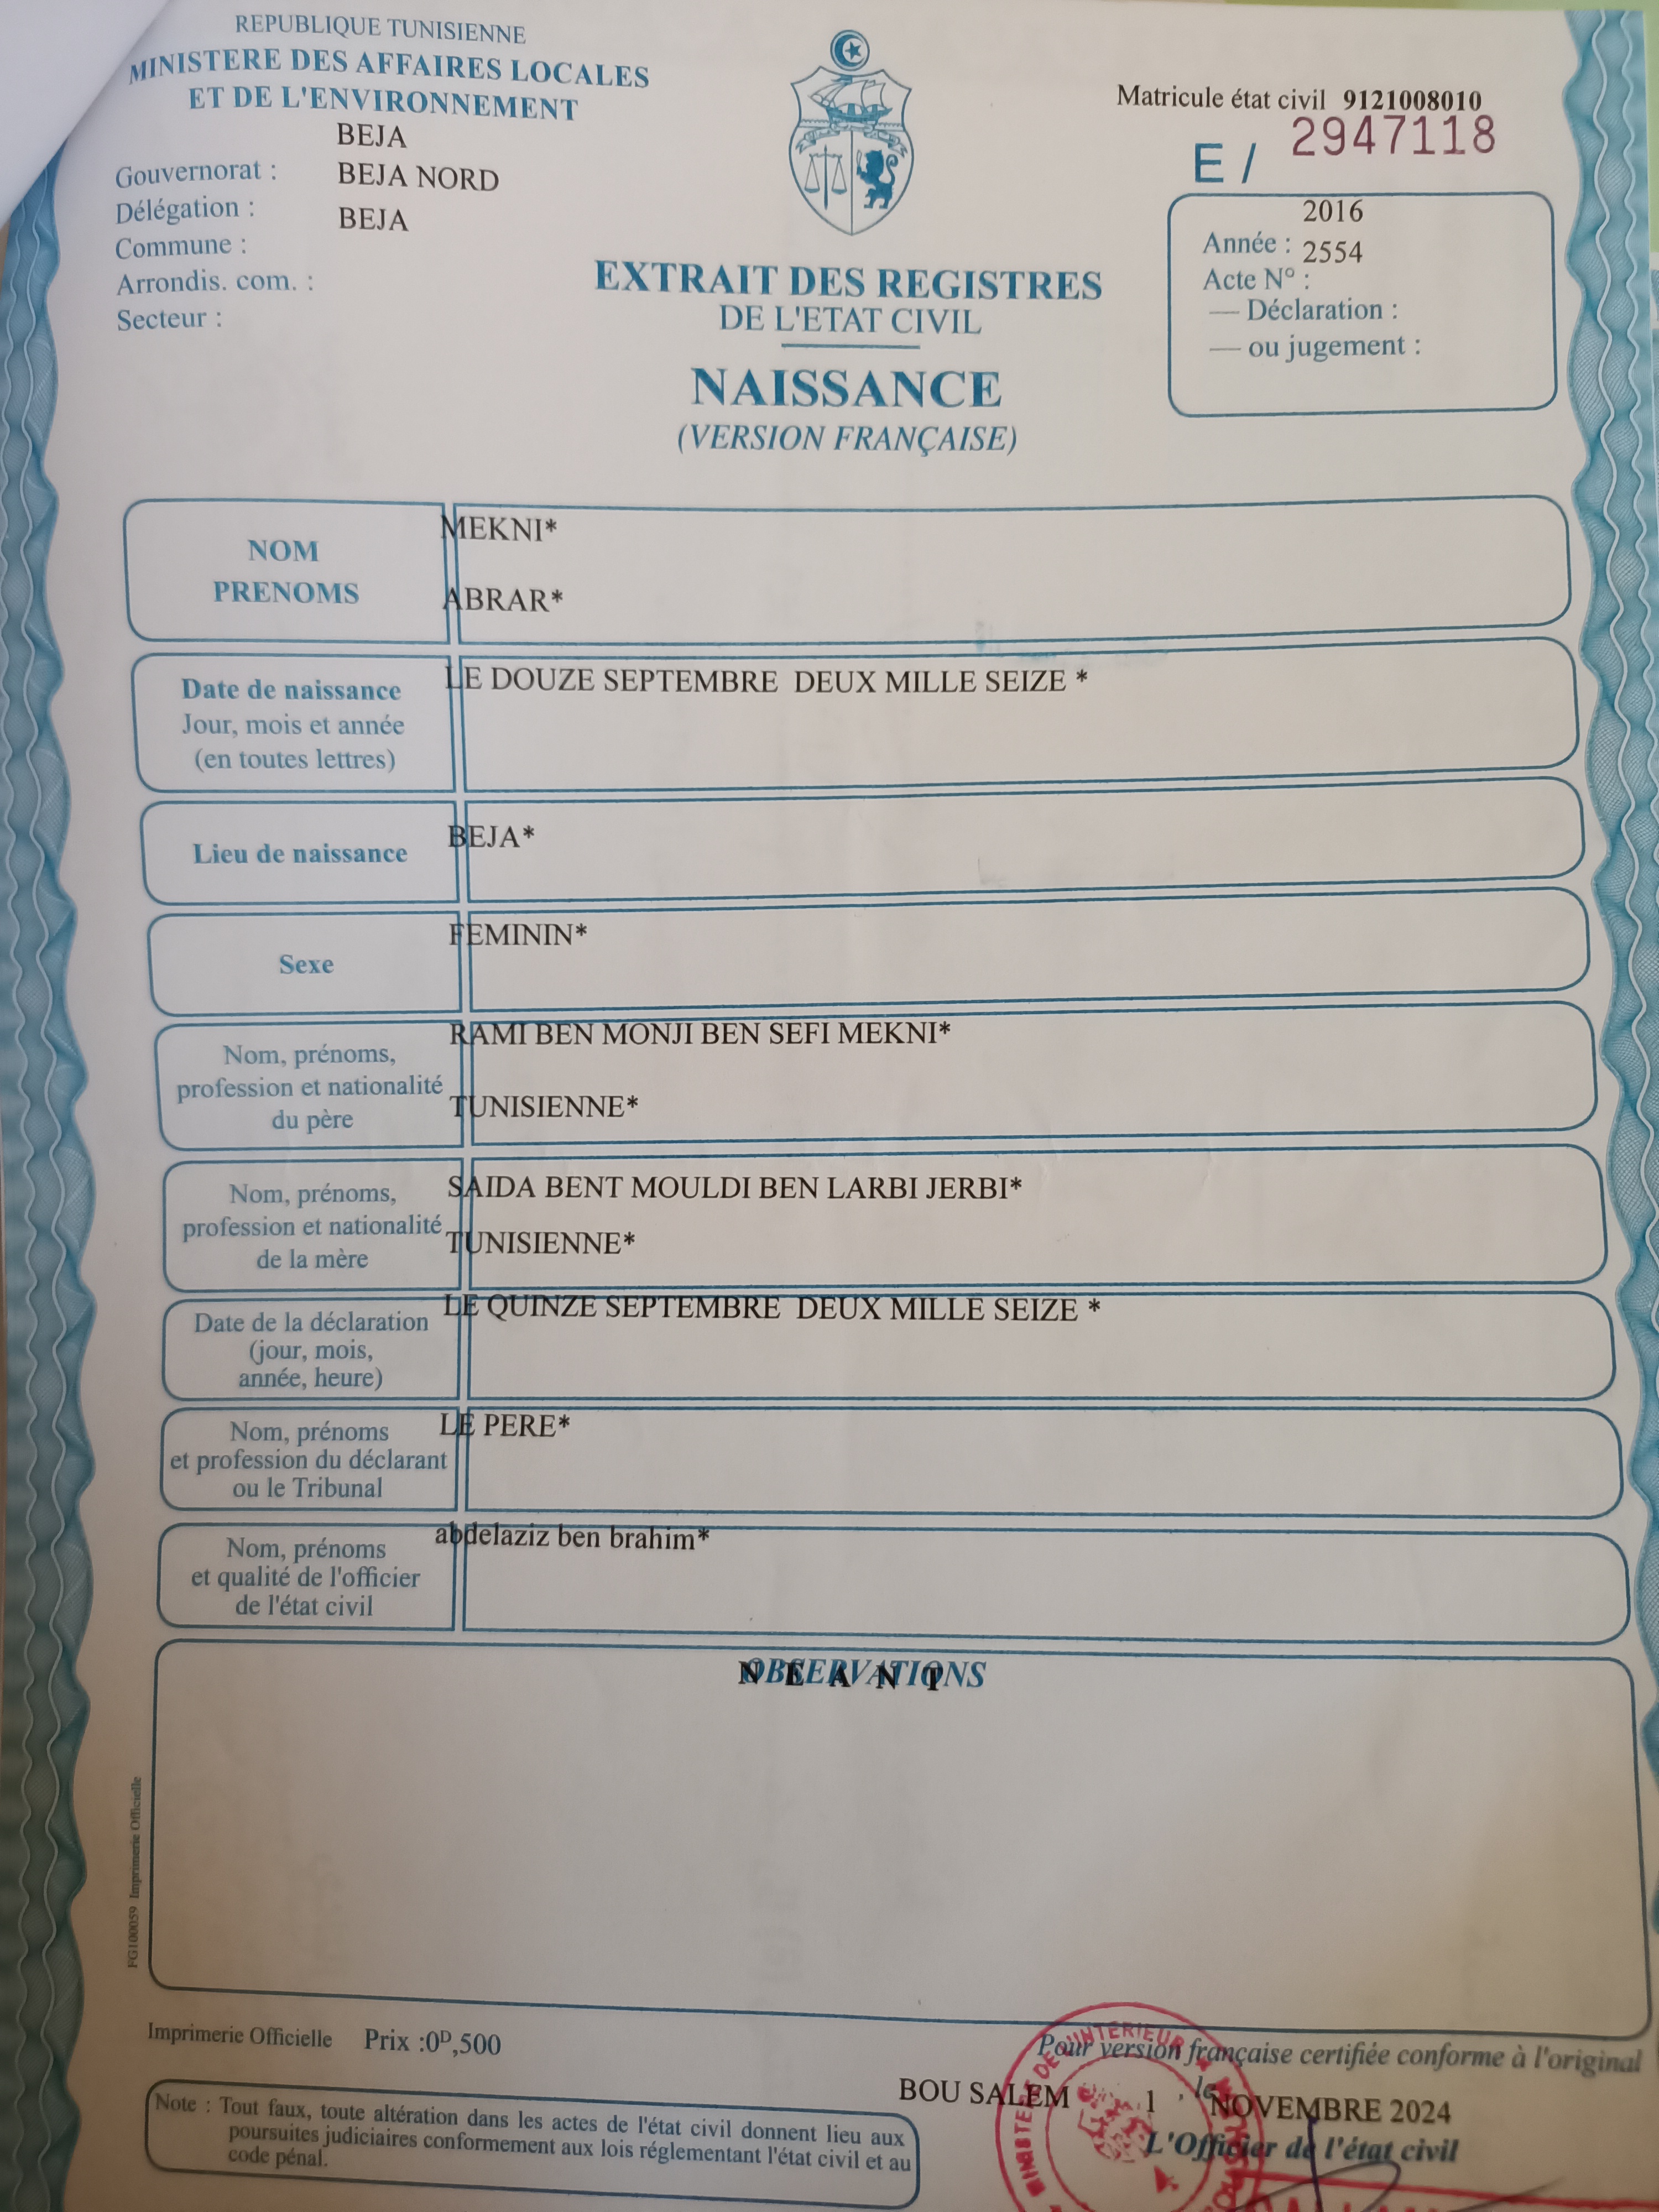 REPUBLIQUE TUNISIENNE
MINISTERE DES AFFAIRES LOCALES
ET DE L'ENVIRONNEMENT
BEJA
Gouvernorat :
BEJA NORD
Délégation :
BEJA
Commune :
Arrondis. com. :
Secteur :
Matricule état civil 9121008010
E / 2947118
2016
Année :
2554
Acte N° :
— Déclaration :
— ou jugement :
EXTRAIT DES REGISTRES
DE L'ETAT CIVIL
NAISSANCE
(VERSION FRANÇAISE)
NOM
PRENOMS
MEKNI*
ABRAR*
Date de naissance
Jour, mois et année
(en toutes lettres)
LE DOUZE SEPTEMBRE DEUX MILLE SEIZE *
Lieu de naissance
BEJA*
Sexe
FEMININ*
Nom, prénoms,
profession et nationalité
du père
RAMI BEN MONJI BEN SEFI MEKNI*
TUNISIENNE*
Nom, prénoms,
profession et nationalité
de la mère
SAIDA BENT MOULDI BEN LARBI JERBI*
TUNISIENNE*
Date de la déclaration
(jour, mois,
année, heure)
LE QUINZE SEPTEMBRE DEUX MILLE SEIZE *
Nom, prénoms
et profession du déclarant
ou le Tribunal
LE PERE*
Nom, prénoms
et qualité de l'officier
de l'état civil
abdelaziz ben brahim*
OBSERVATIONS
N E A N T
FG100059 Imprimerie Officielle
Imprimerie Officielle Prix :0D,500
Pour version française certifiée conforme à l'original
BOU SALEM 1 , le NOVEMBRE 2024
L'Officier de l'état civil
Note : Tout faux, toute altération dans les actes de l'état civil donnent lieu aux
poursuites judiciaires conformement aux lois réglementant l'état civil et au
code pénal.
MINISTERE DE L'INTERIEUR